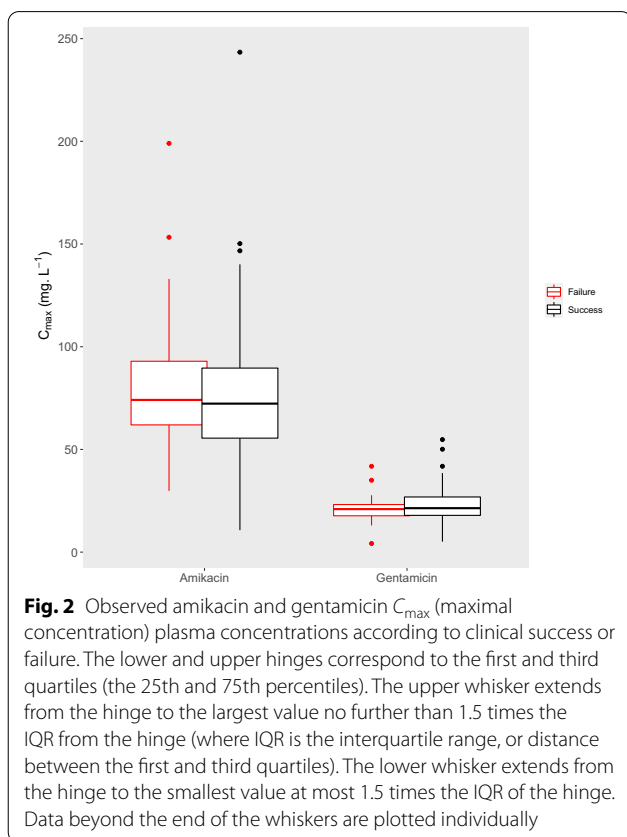 250
200
150
100
50
0
Cmax (mg. L−1)
Failure
Success
Amikacin
Gentamicin
Fig. 2 Observed amikacin and gentamicin Cmax (maximal
concentration) plasma concentrations according to clinical success or
failure. The lower and upper hinges correspond to the first and third
quartiles (the 25th and 75th percentiles). The upper whisker extends
from the hinge to the largest value no further than 1.5 times the
IQR from the hinge (where IQR is the interquartile range, or distance
between the first and third quartiles). The lower whisker extends from
the hinge to the smallest value at most 1.5 times the IQR of the hinge.
Data beyond the end of the whiskers are plotted individually